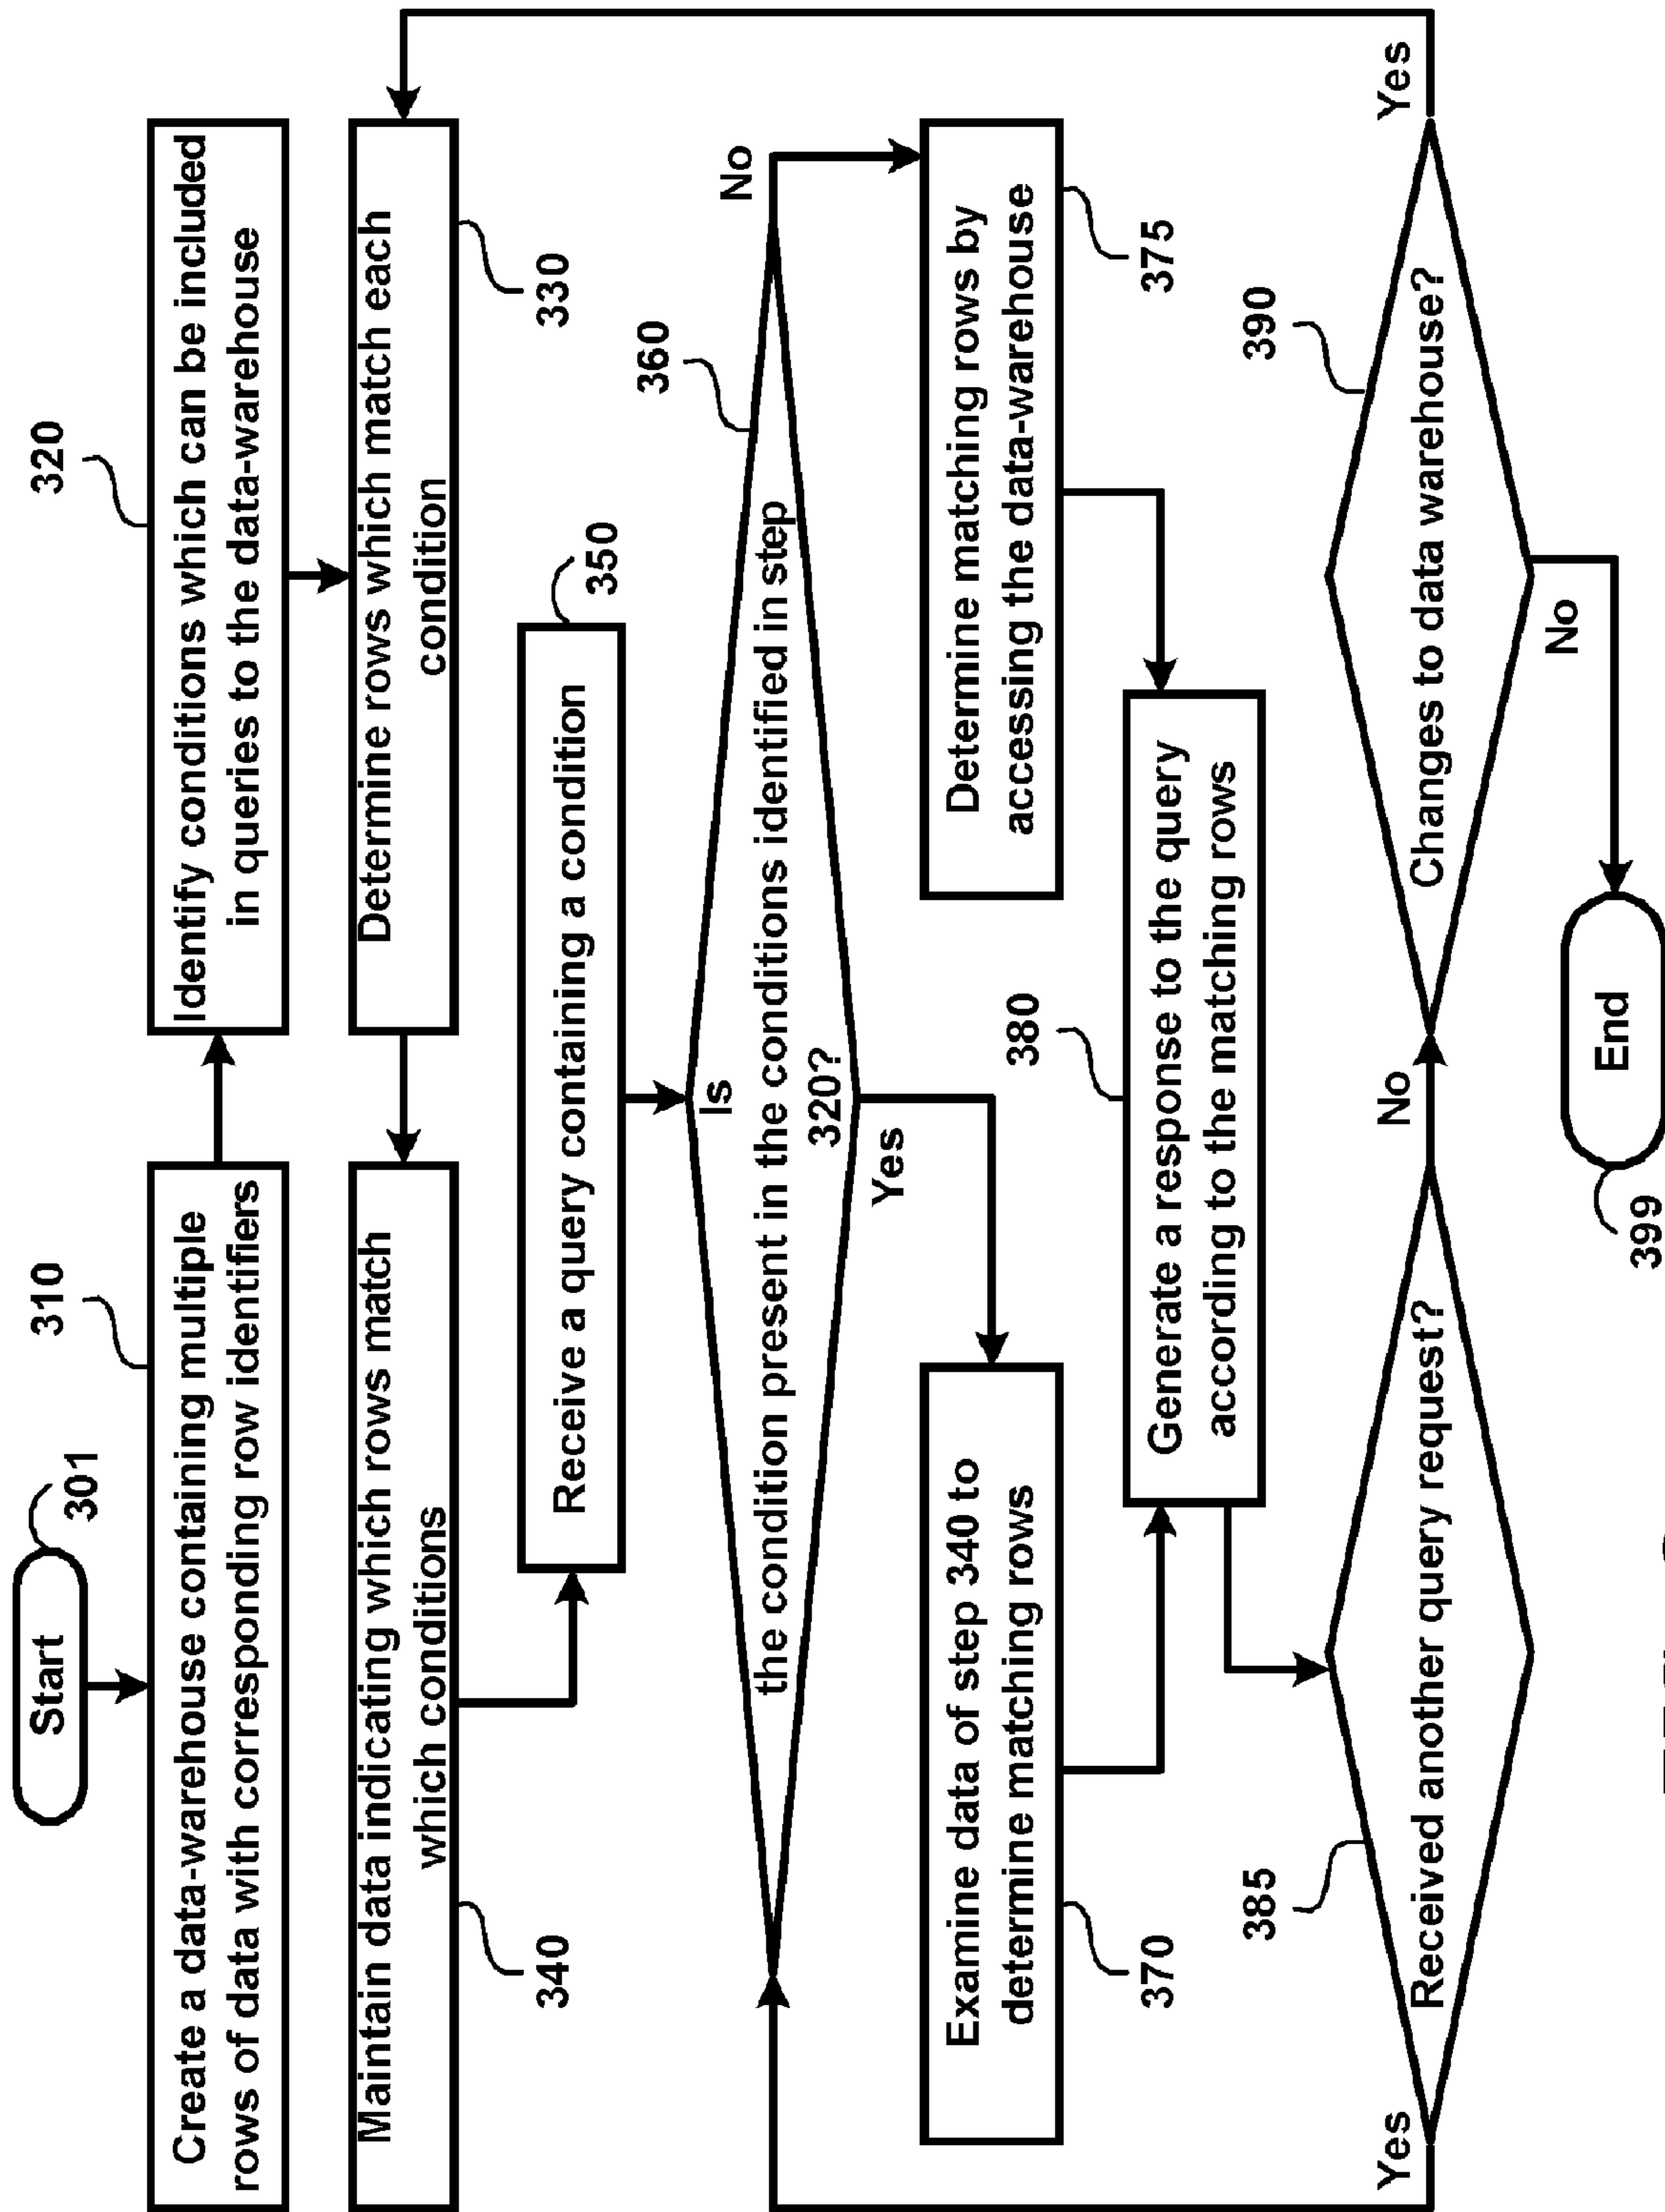 Start
301
310
Create a data-warehouse containing multiple
rows of data with corresponding row identifiers
320
Identify conditions which can be included
in queries to the data-warehouse
Determine rows which match each
condition
330
Maintain data indicating which rows match
which conditions
340
Receive a query containing a condition
350
360
Is
the condition present in the conditions identified in step
320?
No
Yes
Examine data of step 340 to
determine matching rows
370
Determine matching rows by
accessing the data-warehouse
375
380
Generate a response to the query
according to the matching rows
385
Received another query request?
Yes
No
390
Changes to data warehouse?
Yes
No
End
399